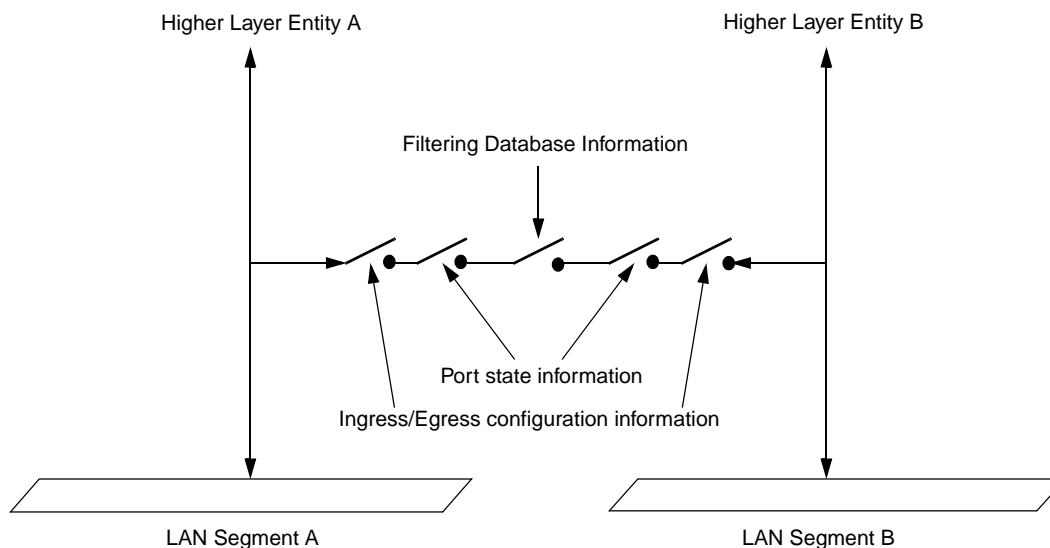 Higher Layer Entity A
Higher Layer Entity B
Filtering Database Information
Port state information
Ingress/Egress configuration information
LAN Segment A
LAN Segment B